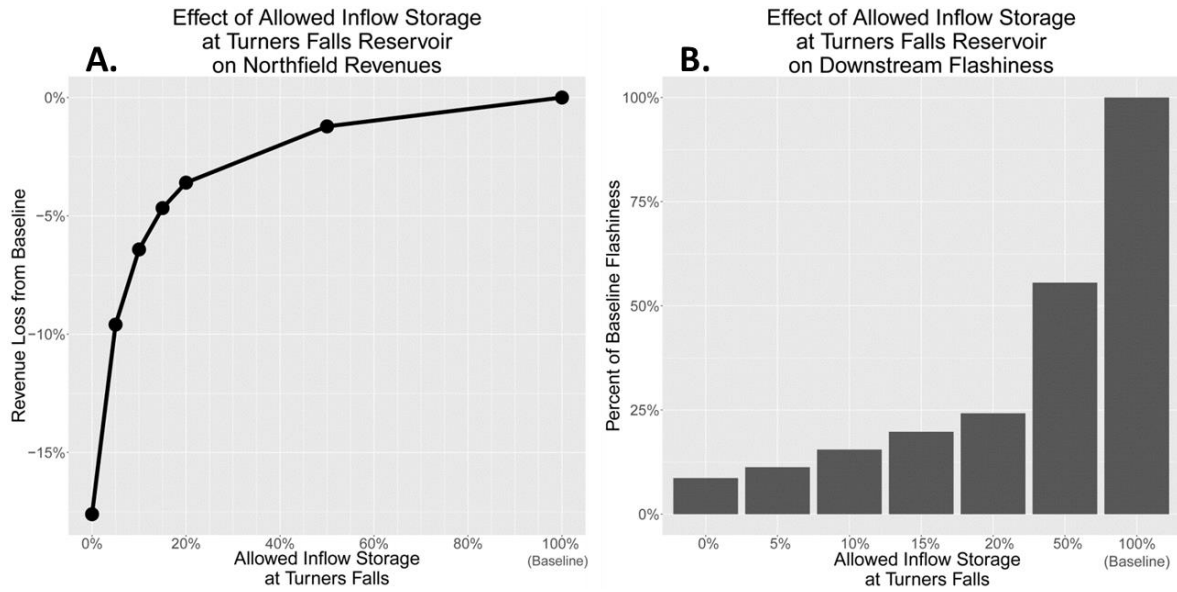 Effect of Allowed Inflow Storage
at Turners Falls Reservoir
on Northfield Revenues
A.
Revenue Loss from Baseline
0%
−5%
−10%
−15%
0%
20%
40%
60%
80%
100%
(Baseline)
Allowed Inflow Storage
at Turners Falls
Effect of Allowed Inflow Storage
at Turners Falls Reservoir
on Downstream Flashiness
B.
Percent of Baseline Flashiness
100%
75%
50%
25%
0%
0%
5%
10%
15%
20%
50%
100%
(Baseline)
Allowed Inflow Storage
at Turners Falls